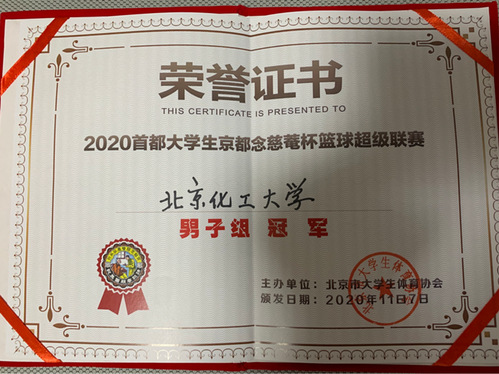 荣誉证书
THIS CERTIFICATE IS PRESENTED TO
2020首都大学生京都念慈菴杯篮球超级联赛
北京化工大学
男子组 冠军
主办单位：北京市大学生体育协会
颁发日期：2020年11月7日